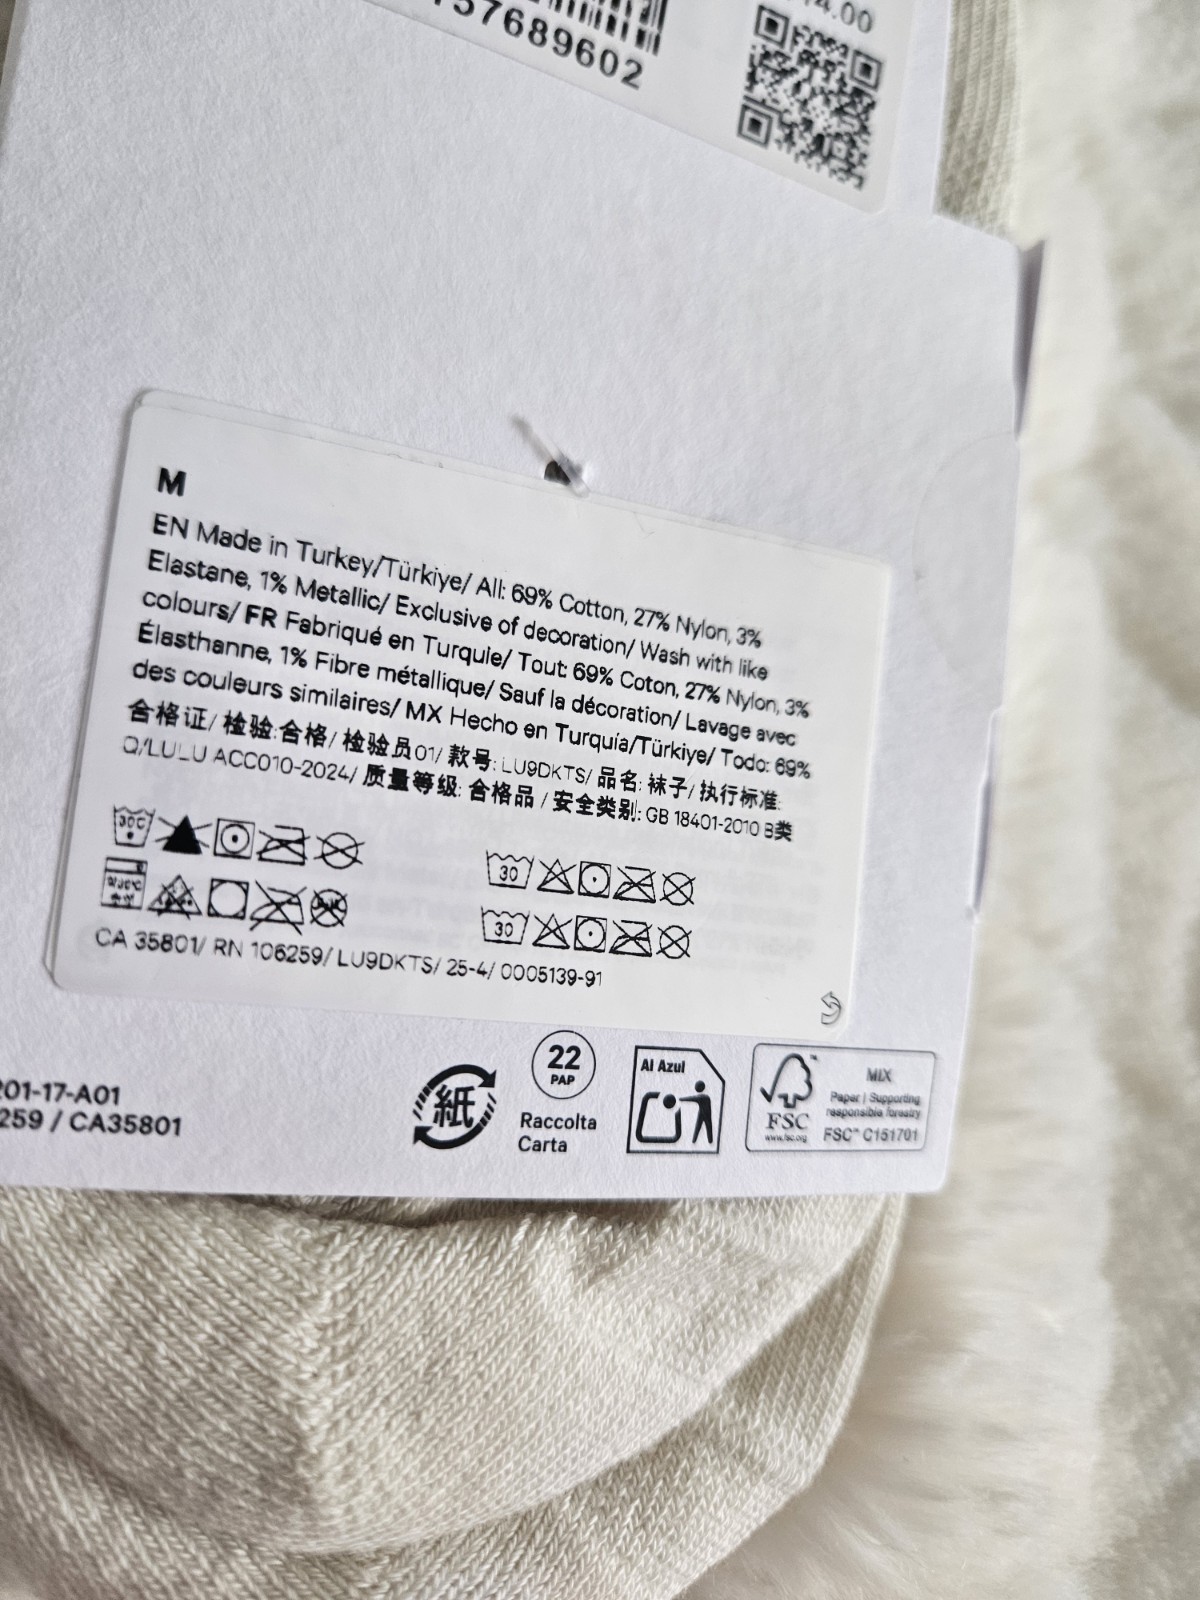 14.00
57689602
M
EN Made in Turkey/Türkiye/ All: 69% Cotton, 27% Nylon, 3%
Elastane, 1% Metallic/ Exclusive of decoration/ Wash with like
colours/ FR Fabriqué en Turquie/ Tout: 69% Coton, 27% Nylon, 3%
Élasthanne, 1% Fibre métallique/ Sauf la décoration/ Lavage avec
des couleurs similaires/ MX Hecho en Turquía/Türkiye/ Todo: 69%
合格证/ 检验:合格/ 检验员01/ 款号: LU9DKTS/ 品名: 袜子/ 执行标准:
Q/LULU ACC010-2024/ 质量等级: 合格品 / 安全类别: GB 18401-2010 B类
30C
30
30
CA 35801/ RN 106259/ LU9DKTS/ 25-4/ 0005139-91
201-17-A01
259 / CA35801
紙
22
PAP
Raccolta
Carta
Al Azul
FSC
www.fsc.org
MIX
Paper | Supporting
responsible forestry
FSC™ C151701